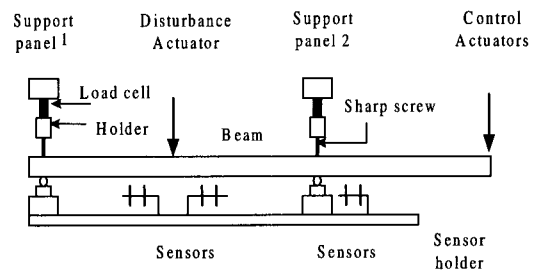 Support
panel 1
Disturbance
Actuator
Support
panel 2
Control
Actuators
Load cell
Holder
Beam
Sharp screw
Sensors
Sensors
Sensor
holder